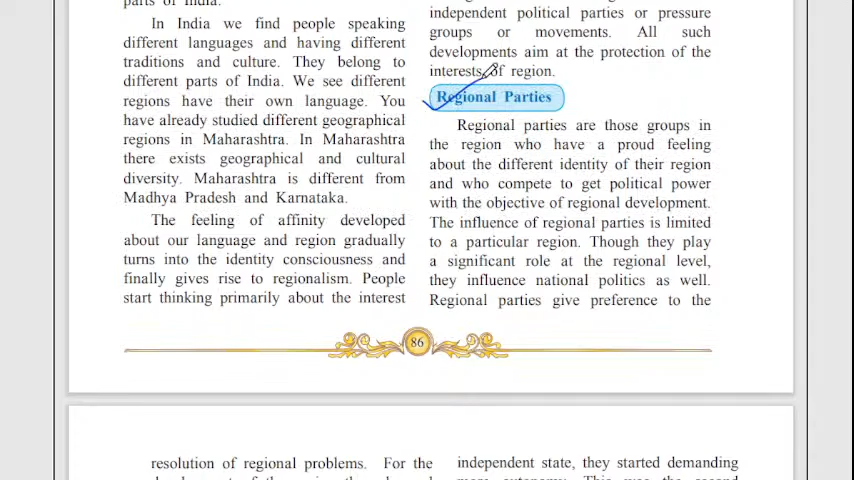 parts of India.
In India we find people speaking
different languages and having different
traditions and culture. They belong to
different parts of India. We see different
regions have their own language. You
have already studied different geographical
regions in Maharashtra. In Maharashtra
there exists geographical and cultural
diversity. Maharashtra is different from
Madhya Pradesh and Karnataka.
The feeling of affinity developed
about our language and region gradually
turns into the identity consciousness and
finally gives rise to regionalism. People
start thinking primarily about the interest
independent political parties or pressure
groups or movements. All such
developments aim at the protection of the
interests of region.
Regional Parties
Regional parties are those groups in
the region who have a proud feeling
about the different identity of their region
and who compete to get political power
with the objective of regional development.
The influence of regional parties is limited
to a particular region. Though they play
a significant role at the regional level,
they influence national politics as well.
Regional parties give preference to the
86
resolution of regional problems. For the
independent state, they started demanding